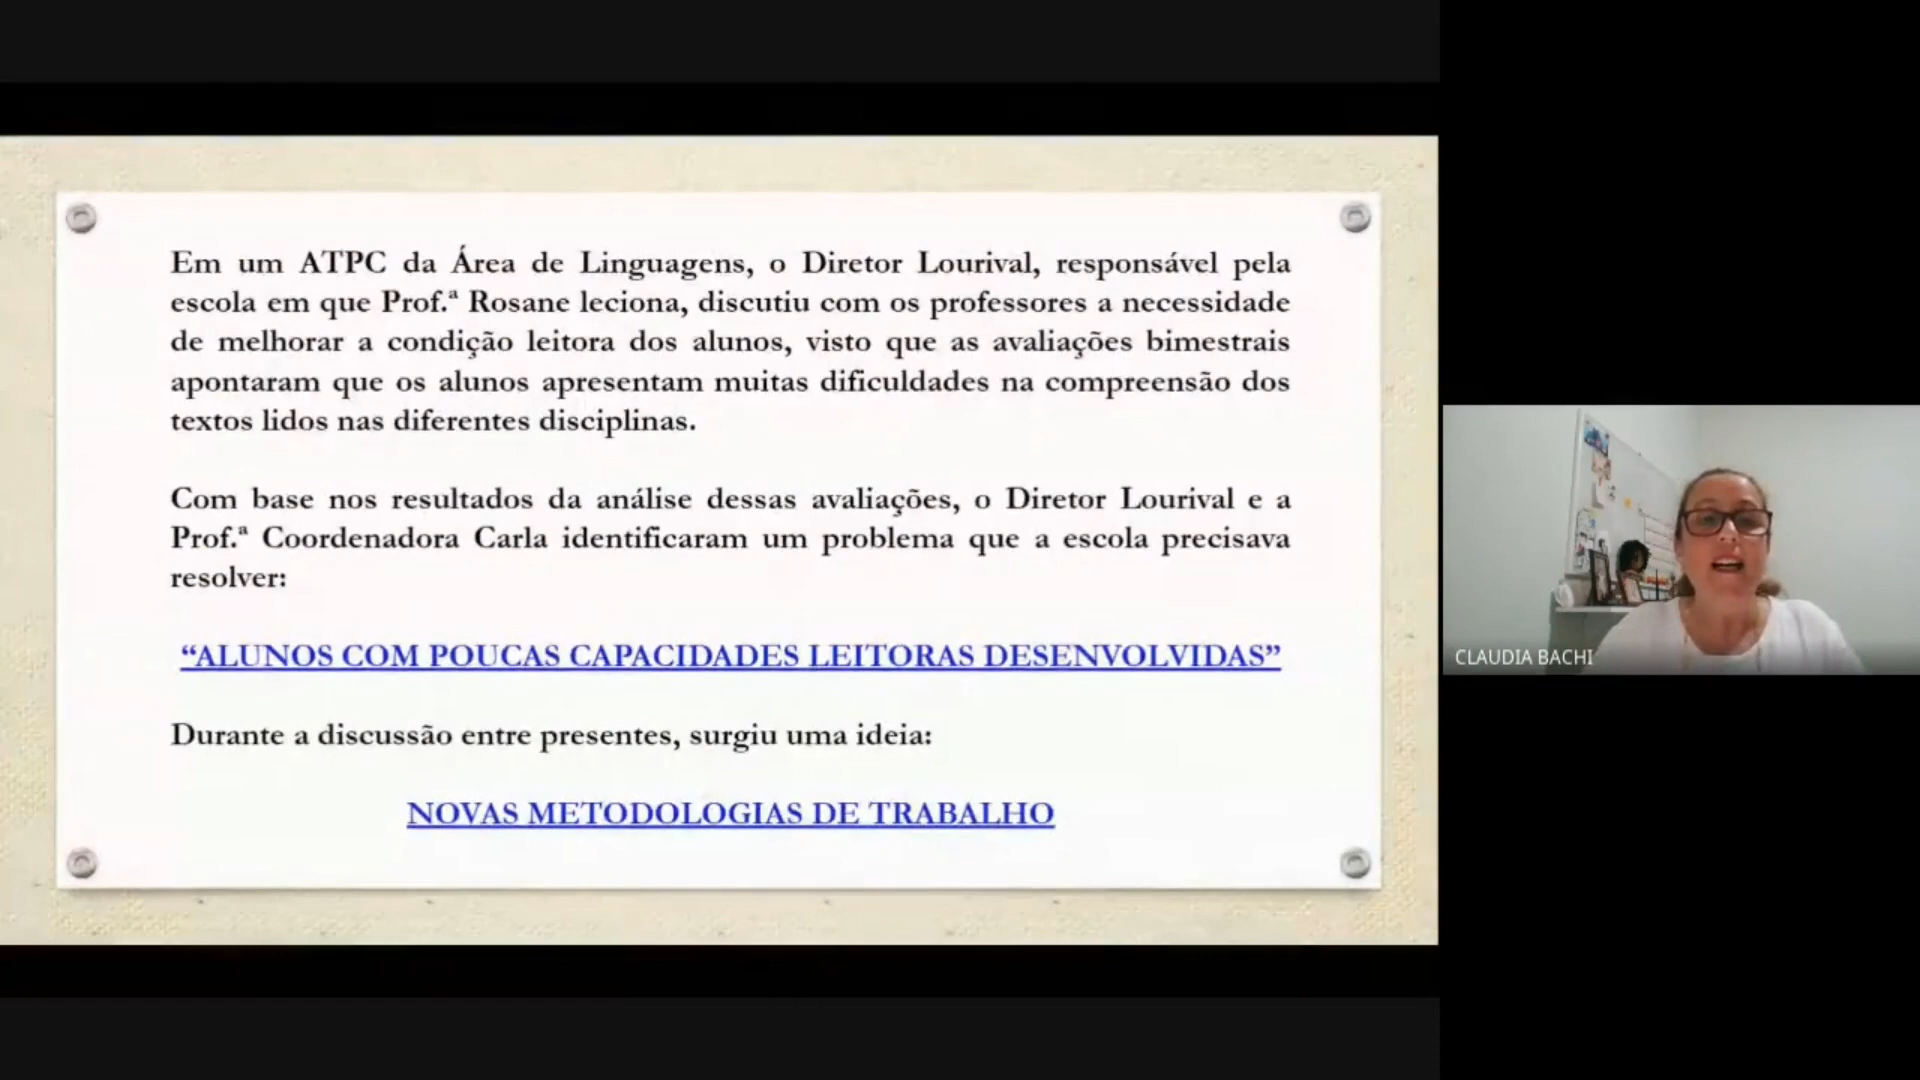 Em um ATPC da Área de Linguagens, o Diretor Lourival, responsável pela
escola em que Prof.ª Rosane leciona, discutiu com os professores a necessidade
de melhorar a condição leitora dos alunos, visto que as avaliações bimestrais
apontaram que os alunos apresentam muitas dificuldades na compreensão dos
textos lidos nas diferentes disciplinas.
Com base nos resultados da análise dessas avaliações, o Diretor Lourival e a
Prof.ª Coordenadora Carla identificaram um problema que a escola precisava
resolver:
“ALUNOS COM POUCAS CAPACIDADES LEITORAS DESENVOLVIDAS”
Durante a discussão entre presentes, surgiu uma ideia:
NOVAS METODOLOGIAS DE TRABALHO
CLAUDIA BACHI